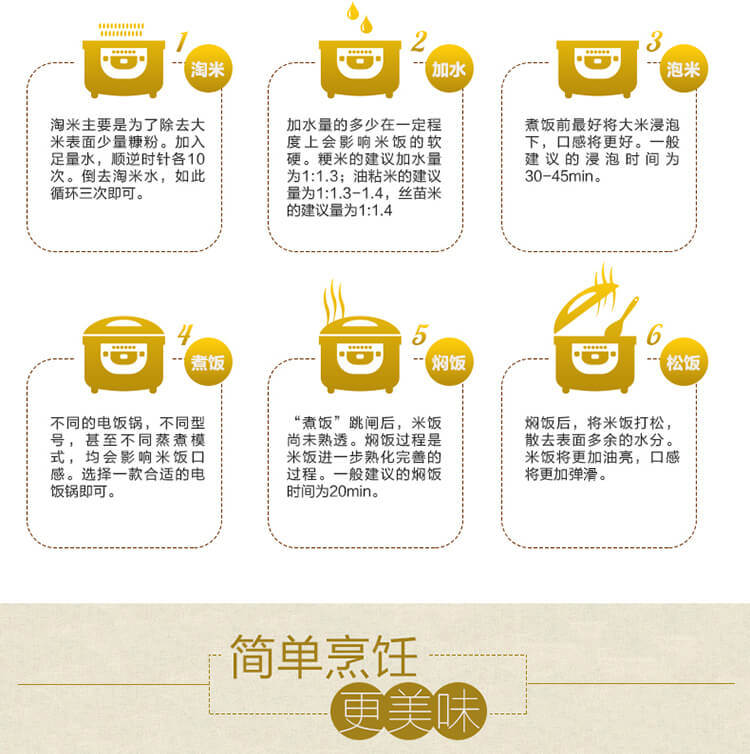 1
淘米
淘米主要是为了除去大
米表面少量糠粉。加入
足量水，顺逆时针各10
次。倒去淘米水，如此
循环三次即可。
2
加水
加水量的多少在一定程
度上会影响米饭的软
硬。粳米的建议加水量
为1:1.3；油粘米的建议
量为1:1.3-1.4，丝苗米
的建议量为1:1.4
3
泡米
煮饭前最好将大米浸泡
下，口感将更好。一般
建议的浸泡时间为
30-45min。
4
煮饭
不同的电饭锅，不同型
号，甚至不同蒸煮模
式，均会影响米饭口
感。选择一款合适的电
饭锅即可。
5
焖饭
“煮饭”跳闸后，米饭
尚未熟透。焖饭过程是
米饭进一步熟化完善的
过程。一般建议的焖饭
时间为20min。
6
松饭
焖饭后，将米饭打松，
散去表面多余的水分。
米饭将更加油亮，口感
将更加弹滑。
简单烹饪
更美味